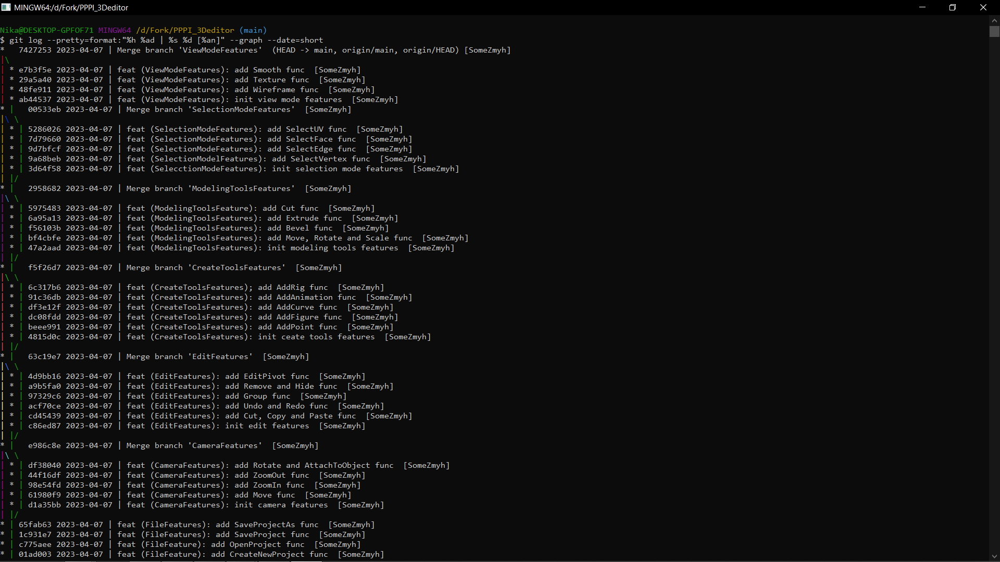 MINGW64:/d/Fork/PPPI_3Deditor
Nika@DESKTOP-GPFOF71 MINGW64 /d/Fork/PPPI_3Deditor (main)
$ git log --pretty=format:"%h %ad | %s %d [%an]" --graph --date=short
*   7427253 2023-04-07 | Merge branch 'ViewModeFeatures'  (HEAD -> main, origin/main, origin/HEAD) [SomeZmyh]
|\
| * e7b3f5e 2023-04-07 | feat (ViewModeFeatures): add Smooth func  [SomeZmyh]
| * 29a5a40 2023-04-07 | feat (ViewModeFeatures): add Texture func  [SomeZmyh]
| * 48fe911 2023-04-07 | feat (ViewModeFeatures): add Wireframe func  [SomeZmyh]
| * ab44537 2023-04-07 | feat (ViewModeFeatures): init view mode features  [SomeZmyh]
* |   00533eb 2023-04-07 | Merge branch 'SelectionModeFeatures'  [SomeZmyh]
|\ \
| * | 5286026 2023-04-07 | feat (SelectionModeFeatures): add SelectUV func  [SomeZmyh]
| * | 7d79660 2023-04-07 | feat (SelectionModeFeatures): add SelectFace func  [SomeZmyh]
| * | 9d7bfcf 2023-04-07 | feat (SelectionModeFeatures): add SelectEdge func  [SomeZmyh]
| * | 9a68beb 2023-04-07 | feat (SelectionModelFeatures): add SelectVertex func  [SomeZmyh]
| * | 3d64f58 2023-04-07 | feat (SelecctionModeFeatures): init selection mode features  [SomeZmyh]
| |/
* |   2958682 2023-04-07 | Merge branch 'ModelingToolsFeatures'  [SomeZmyh]
|\ \
| * | 5975483 2023-04-07 | feat (ModelingToolsFeature): add Cut func  [SomeZmyh]
| * | 6a95a13 2023-04-07 | feat (ModelingToolsFeatures): add Extrude func  [SomeZmyh]
| * | f56103b 2023-04-07 | feat (ModelingToolsFeatures): add Bevel func  [SomeZmyh]
| * | bf4cbfe 2023-04-07 | feat (ModelingToolsFeatures): add Move, Rotate and Scale func  [SomeZmyh]
| * | 47a2aad 2023-04-07 | feat (ModelingToolsFeatures): init modeling tools features  [SomeZmyh]
| |/
* |   f5f26d7 2023-04-07 | Merge branch 'CreateToolsFeatures'  [SomeZmyh]
|\ \
| * | 6c317b6 2023-04-07 | feat (CreateToolsFeatures); add AddRig func  [SomeZmyh]
| * | 91c36db 2023-04-07 | feat (CreateToolsFeatures): add AddAnimation func  [SomeZmyh]
| * | df3e12f 2023-04-07 | feat (CreateToolsFeatures): add AddCurve func  [SomeZmyh]
| * | dc08fdd 2023-04-07 | feat (CreateToolsFeatures): add AddFigure func  [SomeZmyh]
| * | beee991 2023-04-07 | feat (CreateToolsFeatures): add AddPoint func  [SomeZmyh]
| * | 4815d0c 2023-04-07 | feat (CreateToolsFeatures): init ceate tools features  [SomeZmyh]
| |/
* |   63c19e7 2023-04-07 | Merge branch 'EditFeatures'  [SomeZmyh]
|\ \
| * | 4d9bb16 2023-04-07 | feat (EditFeatures): add EditPivot func  [SomeZmyh]
| * | a9b5fa0 2023-04-07 | feat (EditFeatures): add Remove and Hide func  [SomeZmyh]
| * | 97329c6 2023-04-07 | feat (EditFeatures): add Group func  [SomeZmyh]
| * | acf70ce 2023-04-07 | feat (EditFeatures): add Undo and Redo func  [SomeZmyh]
| * | cd45439 2023-04-07 | feat (EditFeatures): add Cut, Copy and Paste func  [SomeZmyh]
| * | c86ed87 2023-04-07 | feat (EditFeatures): init edit features  [SomeZmyh]
| |/
* |   e986c8e 2023-04-07 | Merge branch 'CameraFeatures'  [SomeZmyh]
|\ \
| * | df38040 2023-04-07 | feat (CameraFeatures): add Rotate and AttachToObject func  [SomeZmyh]
| * | 44f16df 2023-04-07 | feat (CameraFeatures): add ZoomOut func  [SomeZmyh]
| * | 98e54fd 2023-04-07 | feat (CameraFeatures): add ZoomIn func  [SomeZmyh]
| * | 61980f9 2023-04-07 | feat (CameraFeatures): add Move func  [SomeZmyh]
| * | d1a35bb 2023-04-07 | feat (CameraFeatures): init camera features  [SomeZmyh]
| |/
* | 65fab63 2023-04-07 | feat (FileFeatures): add SaveProjectAs func  [SomeZmyh]
* | 1c931e7 2023-04-07 | feat (FileFeatures): add SaveProject func  [SomeZmyh]
* | c775aee 2023-04-07 | feat (FileFeature): add OpenProject func  [SomeZmyh]
* | 01ad003 2023-04-07 | feat (FileFeature): add CreateNewProject func  [SomeZmyh]